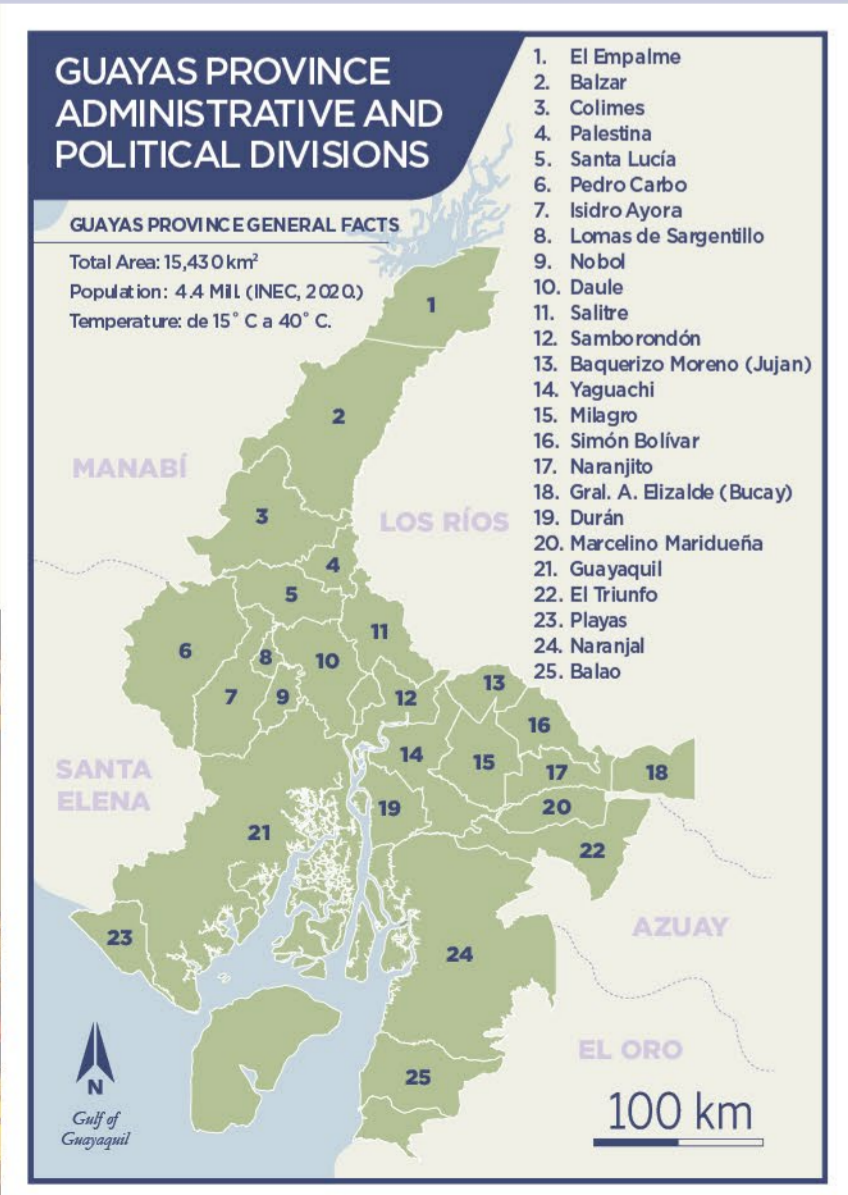 GUAYAS PROVINCE
ADMINISTRATIVE AND
POLITICAL DIVISIONS
GUAYAS PROVINCE GENERAL FACTS
Total Area: 15,430 km²
Population: 4.4 Mill. (INEC, 2020.)
Temperature: de 15° C a 40° C.
1. El Empalme
2. Balzar
3. Colimes
4. Palestina
5. Santa Lucía
6. Pedro Carbo
7. Isidro Ayora
8. Lomas de Sargentillo
9. Nobol
10. Daule
11. Salitre
12. Samborondón
13. Baquerizo Moreno (Jujan)
14. Yaguachi
15. Milagro
16. Simón Bolívar
17. Naranjito
18. Gral. A. Elizalde (Bucay)
19. Durán
20. Marcelino Maridueña
21. Guayaquil
22. El Triunfo
23. Playas
24. Naranjal
25. Balao
1
2
MANABÍ
3
LOS RÍOS
4
5
11
6
8
10
7
9
12
13
16
14
15
17
18
SANTA
ELENA
19
20
21
22
23
24
AZUAY
25
EL ORO
N
Gulf of
Guayaquil
100 km